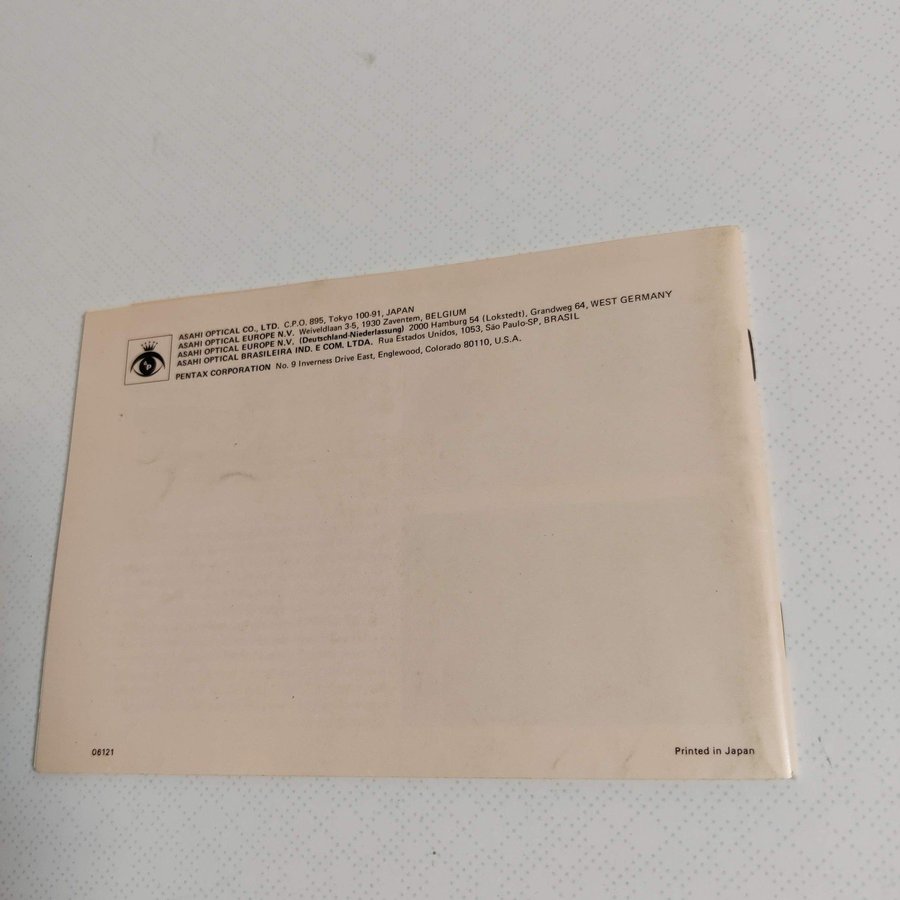 ASAHI OPTICAL CO., LTD. C.P.O. 895, Tokyo 100-91, JAPAN
ASAHI OPTICAL EUROPE N.V. Weiveldlaan 3-5, 1930 Zaventem, BELGIUM
ASAHI OPTICAL EUROPE N.V. (Deutschland-Niederlassung) 2000 Hamburg 54 (Lokstedt), Grandweg 64, WEST GERMANY
ASAHI OPTICAL BRASILEIRA IND. E COM. LTDA. Rua Estados Unidos, 1053, São Paulo-SP, BRASIL
PENTAX CORPORATION No. 9 Inverness Drive East, Englewood, Colorado 80110, U.S.A.
06121
Printed in Japan